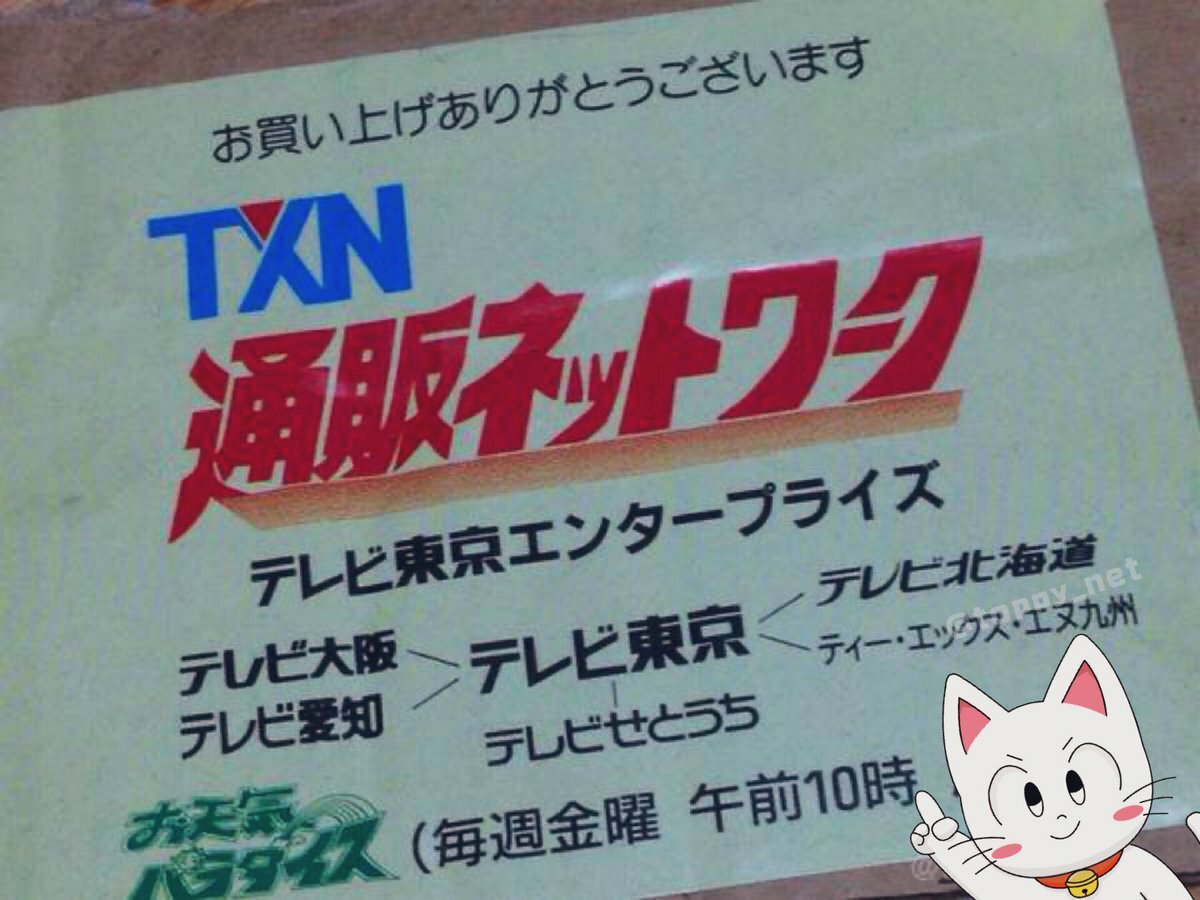 お買い上げありがとうございます
TXN
通販ネットワーク
テレビ東京エンタープライズ
テレビ大阪
テレビ愛知
テレビ東京
テレビ北海道
ティー・エックス・エヌ九州
テレビせとうち
お天気パラダイス
(毎週金曜 午前10時
@toppy_net